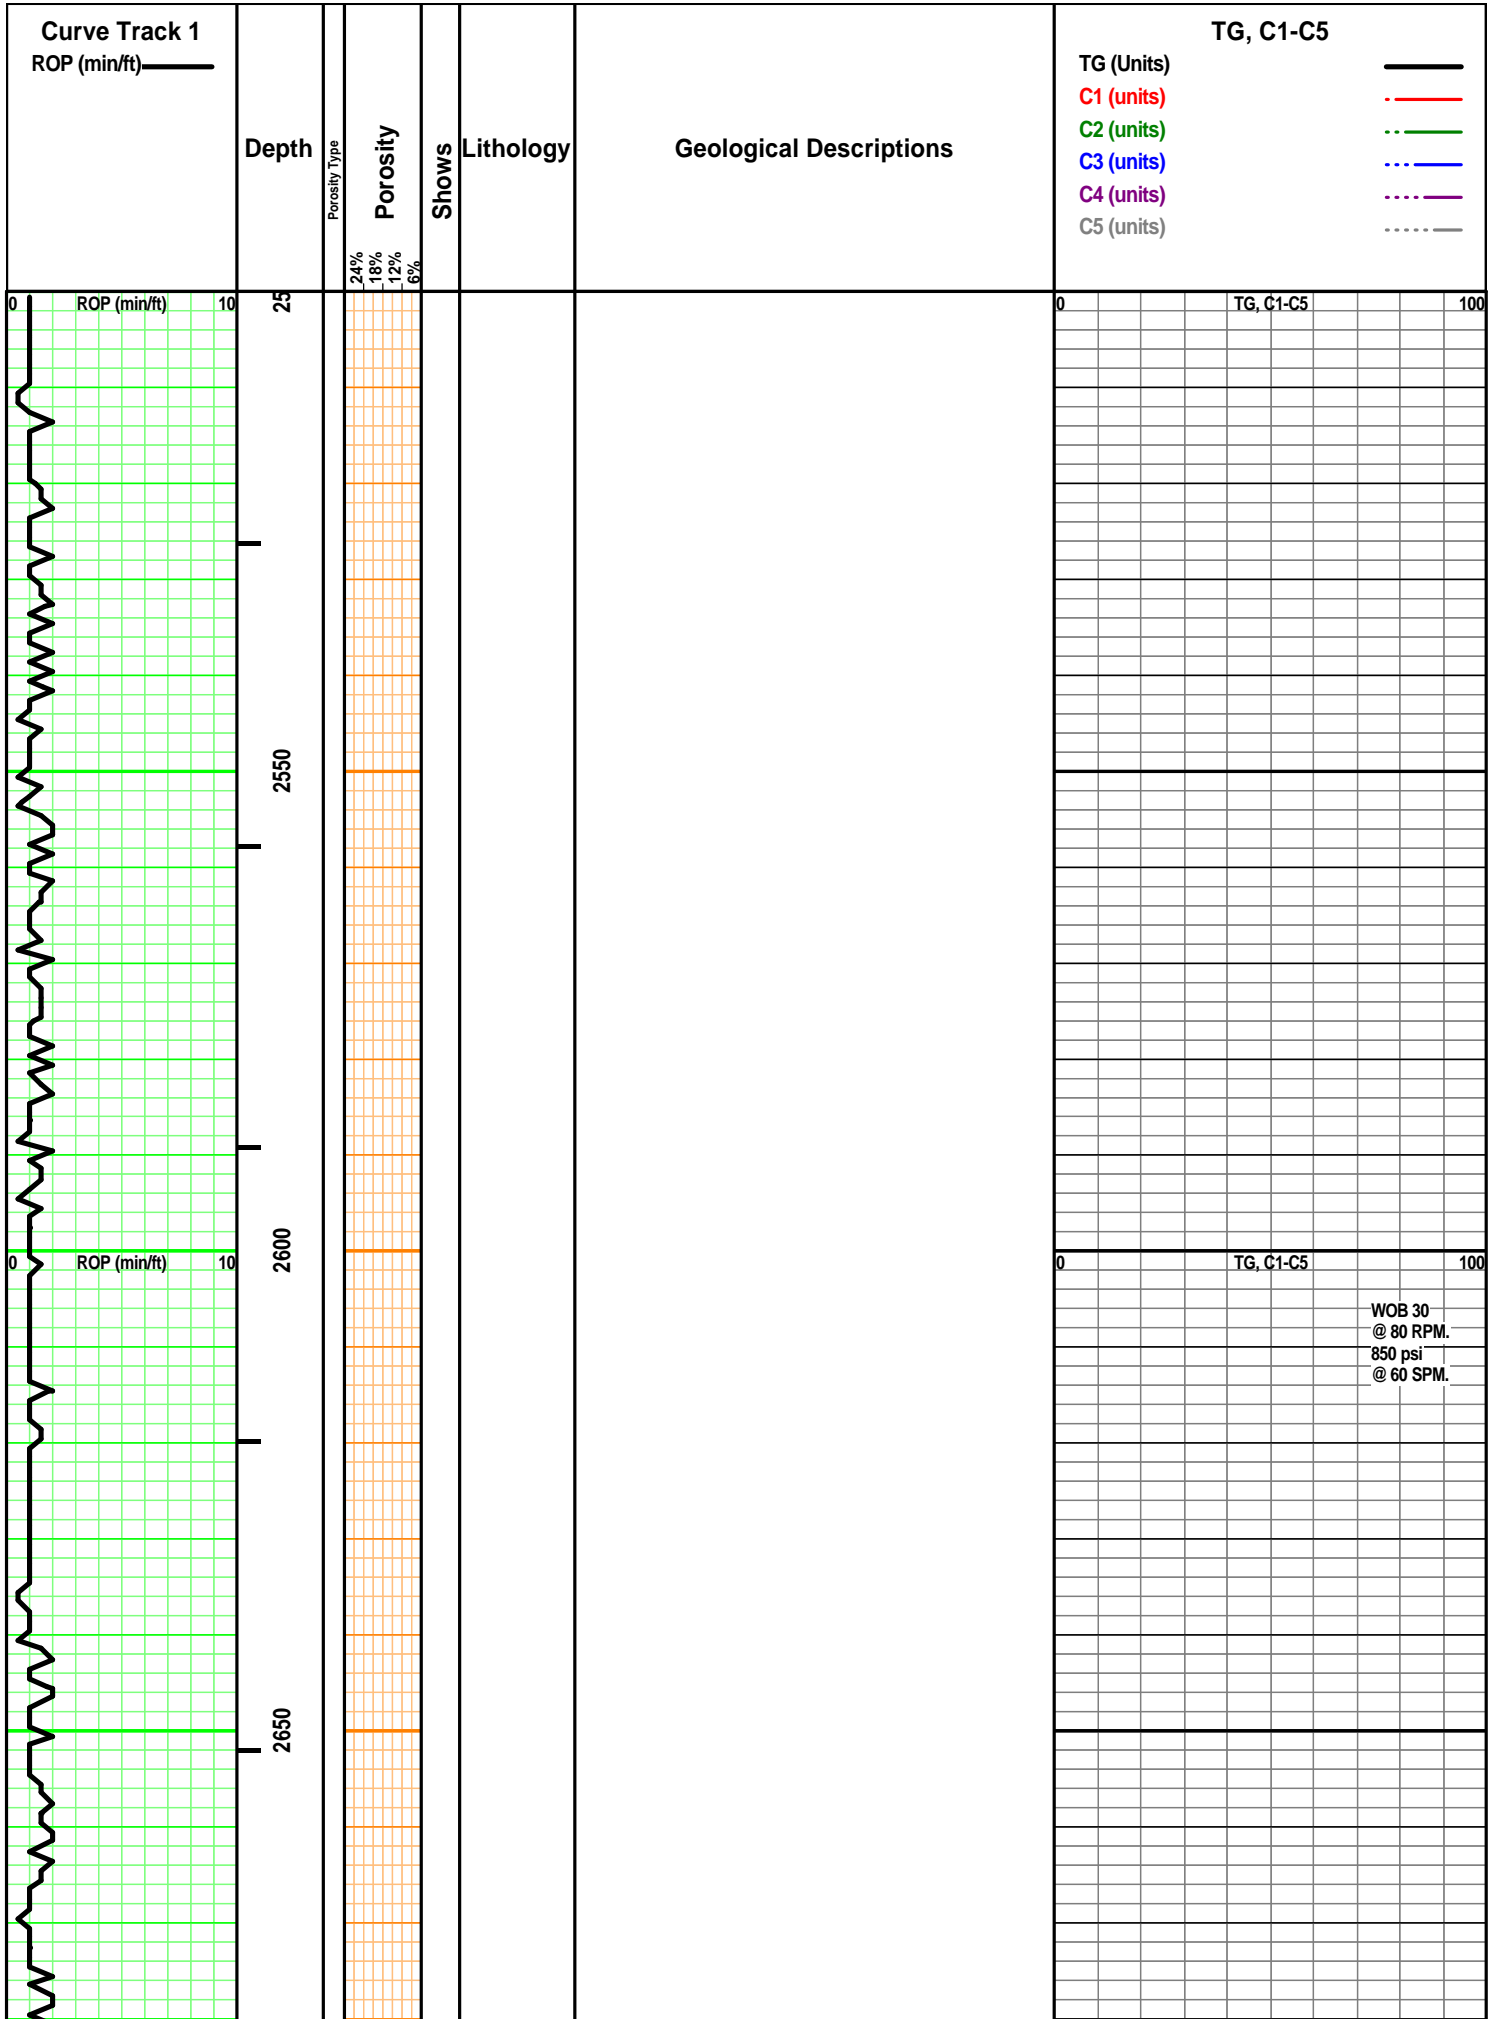 Curve Track 1
ROP (min/ft)
Depth
Porosity Type
Porosity
24%
18%
12%
6%
Shows
Lithology
Geological Descriptions
TG, C1-C5
TG (Units)
C1 (units)
C2 (units)
C3 (units)
C4 (units)
C5 (units)
0 ROP (min/ft) 10
25
0 TG, C1-C5 100
2550
2600
0 ROP (min/ft) 10
0 TG, C1-C5 100
WOB 30
@ 80 RPM.
850 psi
@ 60 SPM.
2650